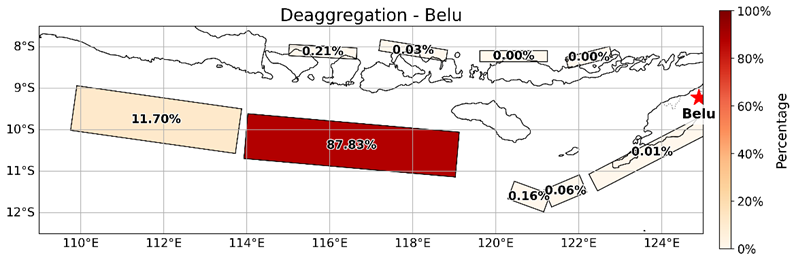 Deaggregation - Belu
100%
8°S
0.21%
0.03%
0.00%
0.00%
80%
9°S
Belu
11.70%
60%
10°S
87.83%
0.01%
40%
11°S
0.16%
0.06%
20%
12°S
0%
110°E
112°E
114°E
116°E
118°E
120°E
122°E
124°E
Percentage